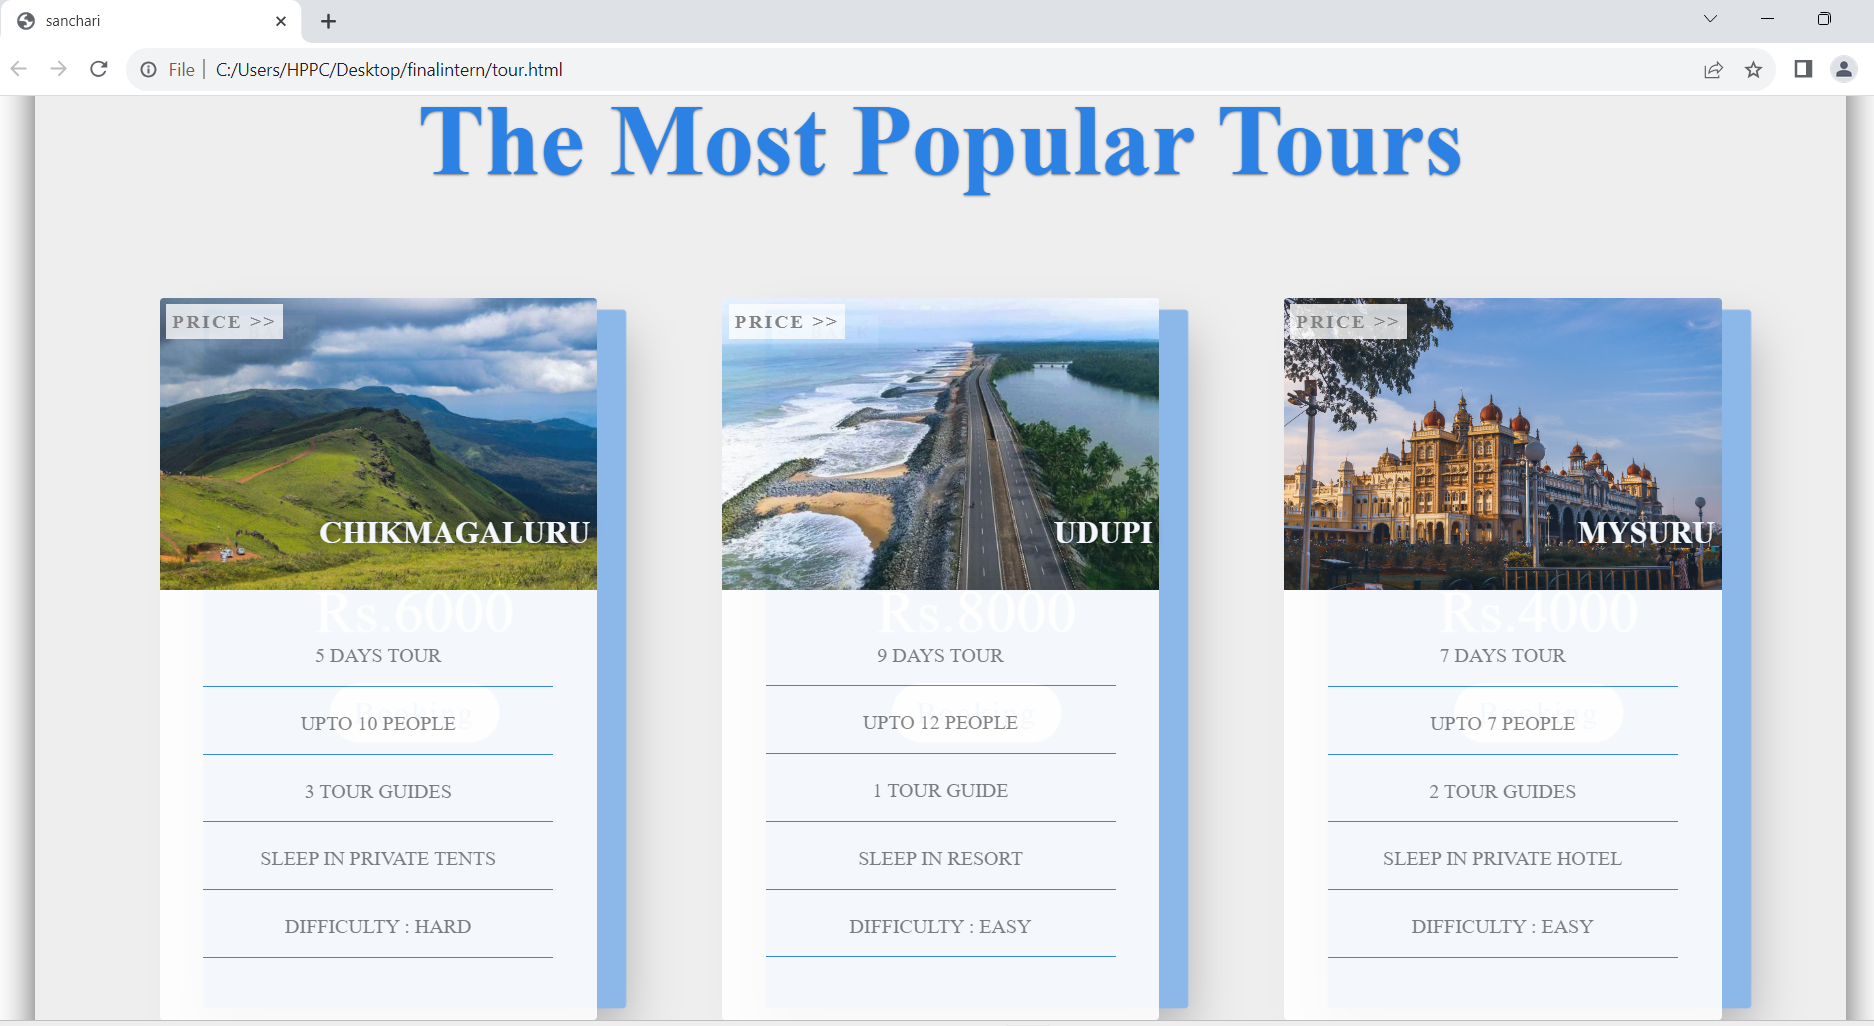 sanchari
File
C:/Users/HPPC/Desktop/finalintern/tour.html
The Most Popular Tours
PRICE >>
CHIKMAGALURU
Rs.6000
5 DAYS TOUR
Booking
UPTO 10 PEOPLE
3 TOUR GUIDES
SLEEP IN PRIVATE TENTS
DIFFICULTY : HARD
PRICE >>
UDUPI
Rs.8000
9 DAYS TOUR
Booking
UPTO 12 PEOPLE
1 TOUR GUIDE
SLEEP IN RESORT
DIFFICULTY : EASY
PRICE >>
MYSURU
Rs.4000
7 DAYS TOUR
Booking
UPTO 7 PEOPLE
2 TOUR GUIDES
SLEEP IN PRIVATE HOTEL
DIFFICULTY : EASY